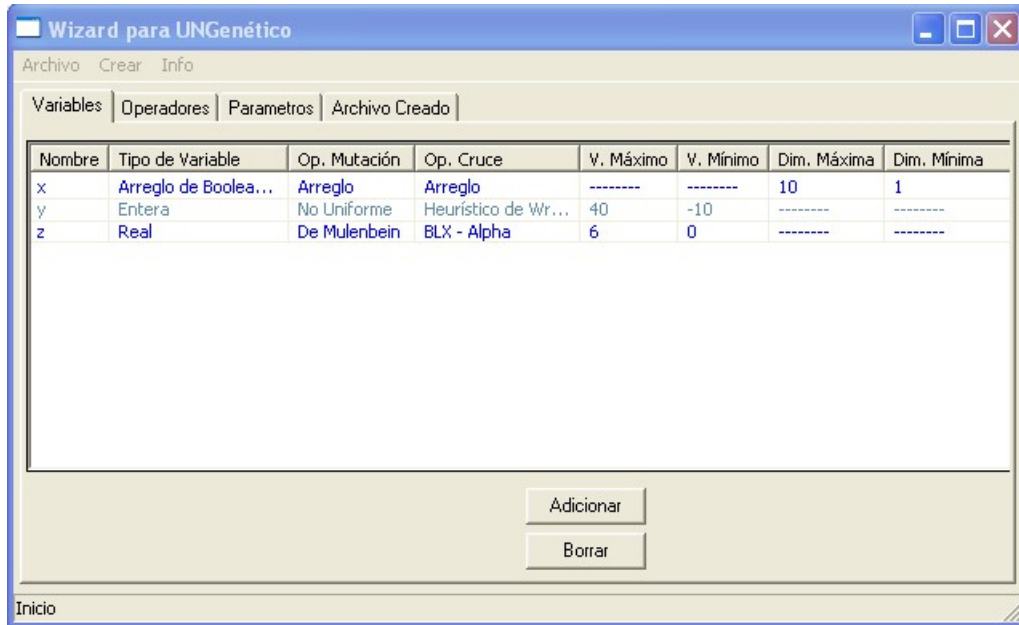 Wizard para UNGenético
Archivo Crear Info
Variables Operadores Parametros Archivo Creado
Nombre Tipo de Variable Op. Mutación Op. Cruce V. Máximo V. Mínimo Dim. Máxima Dim. Mínima
x Arreglo de Boolea... Arreglo Arreglo -------- -------- 10 1
y Entera No Uniforme Heurístico de Wr... 40 -10 -------- --------
z Real De Mulenbein BLX - Alpha 6 0 -------- --------
Adicionar
Borrar
Inicio